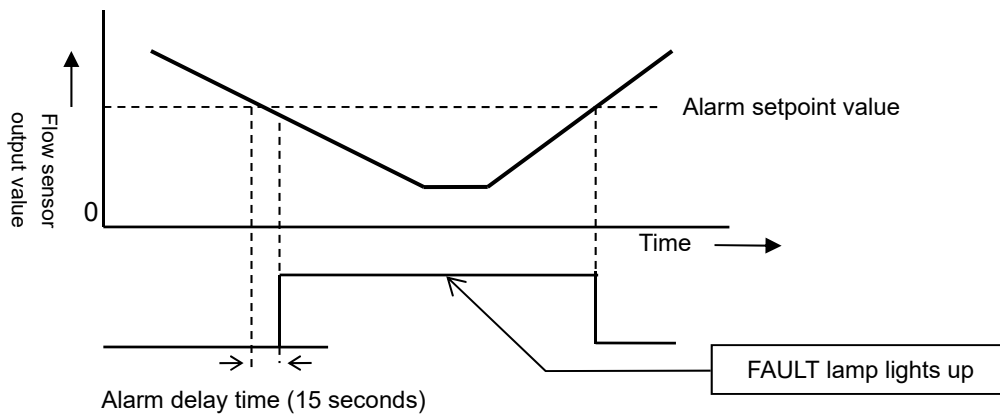 Alarm setpoint value
Flow sensor
output value
0
Time
FAULT lamp lights up
Alarm delay time (15 seconds)